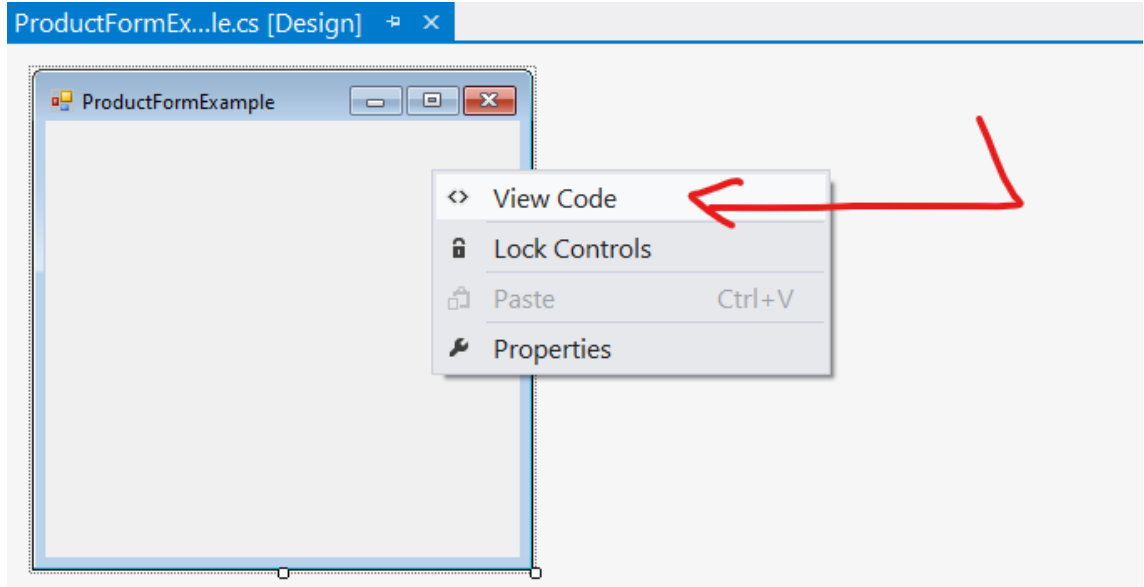 ProductFormEx...le.cs [Design]
ProductFormExample
View Code
Lock Controls
Paste Ctrl+V
Properties